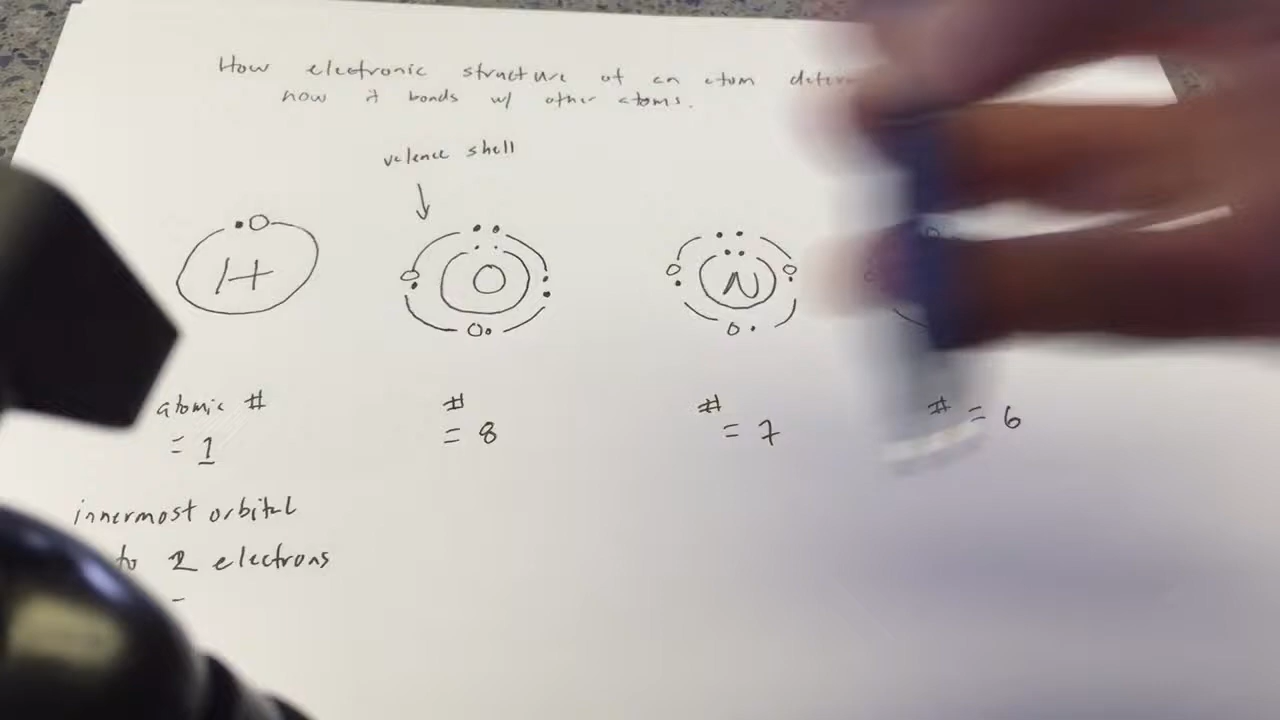 How electronic structure of an atom
how it bonds w/ other atoms.
valence shell
H
O
N
atomic #
= 1
#
= 8
#
= 7
# = 6
innermost orbital
to 2 electrons